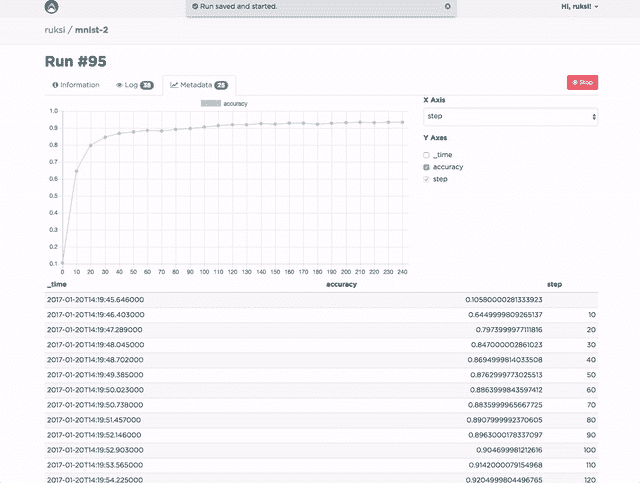 Run saved and started.
Hi, ruksi!
ruksi / mnist-2
Run #95
Information
Log 38
Metadata 25
Stop
accuracy
1.0
0.9
0.8
0.7
0.6
0.5
0.4
0.3
0.2
0.1
0 10 20 30 40 50 60 70 80 90 100 110 120 130 140 150 160 170 180 190 200 210 220 230 240
X Axis
step
Y Axes
_time
accuracy
step
_time accuracy step
2017-01-20T14:19:45.646000 0.10580000281333923
2017-01-20T14:19:46.403000 0.6449999809265137 10
2017-01-20T14:19:47.289000 0.7973999977111816 20
2017-01-20T14:19:48.045000 0.847000002861023 30
2017-01-20T14:19:48.702000 0.8694999814033508 40
2017-01-20T14:19:49.385000 0.8762999773025513 50
2017-01-20T14:19:50.023000 0.8863999843597412 60
2017-01-20T14:19:50.738000 0.8835999965667725 70
2017-01-20T14:19:51.457000 0.8907999992370605 80
2017-01-20T14:19:52.146000 0.8963000178337097 90
2017-01-20T14:19:52.903000 0.904699981212616 100
2017-01-20T14:19:53.565000 0.9142000079154968 110
2017-01-20T14:19:54.225000 0.9204999804496765 120